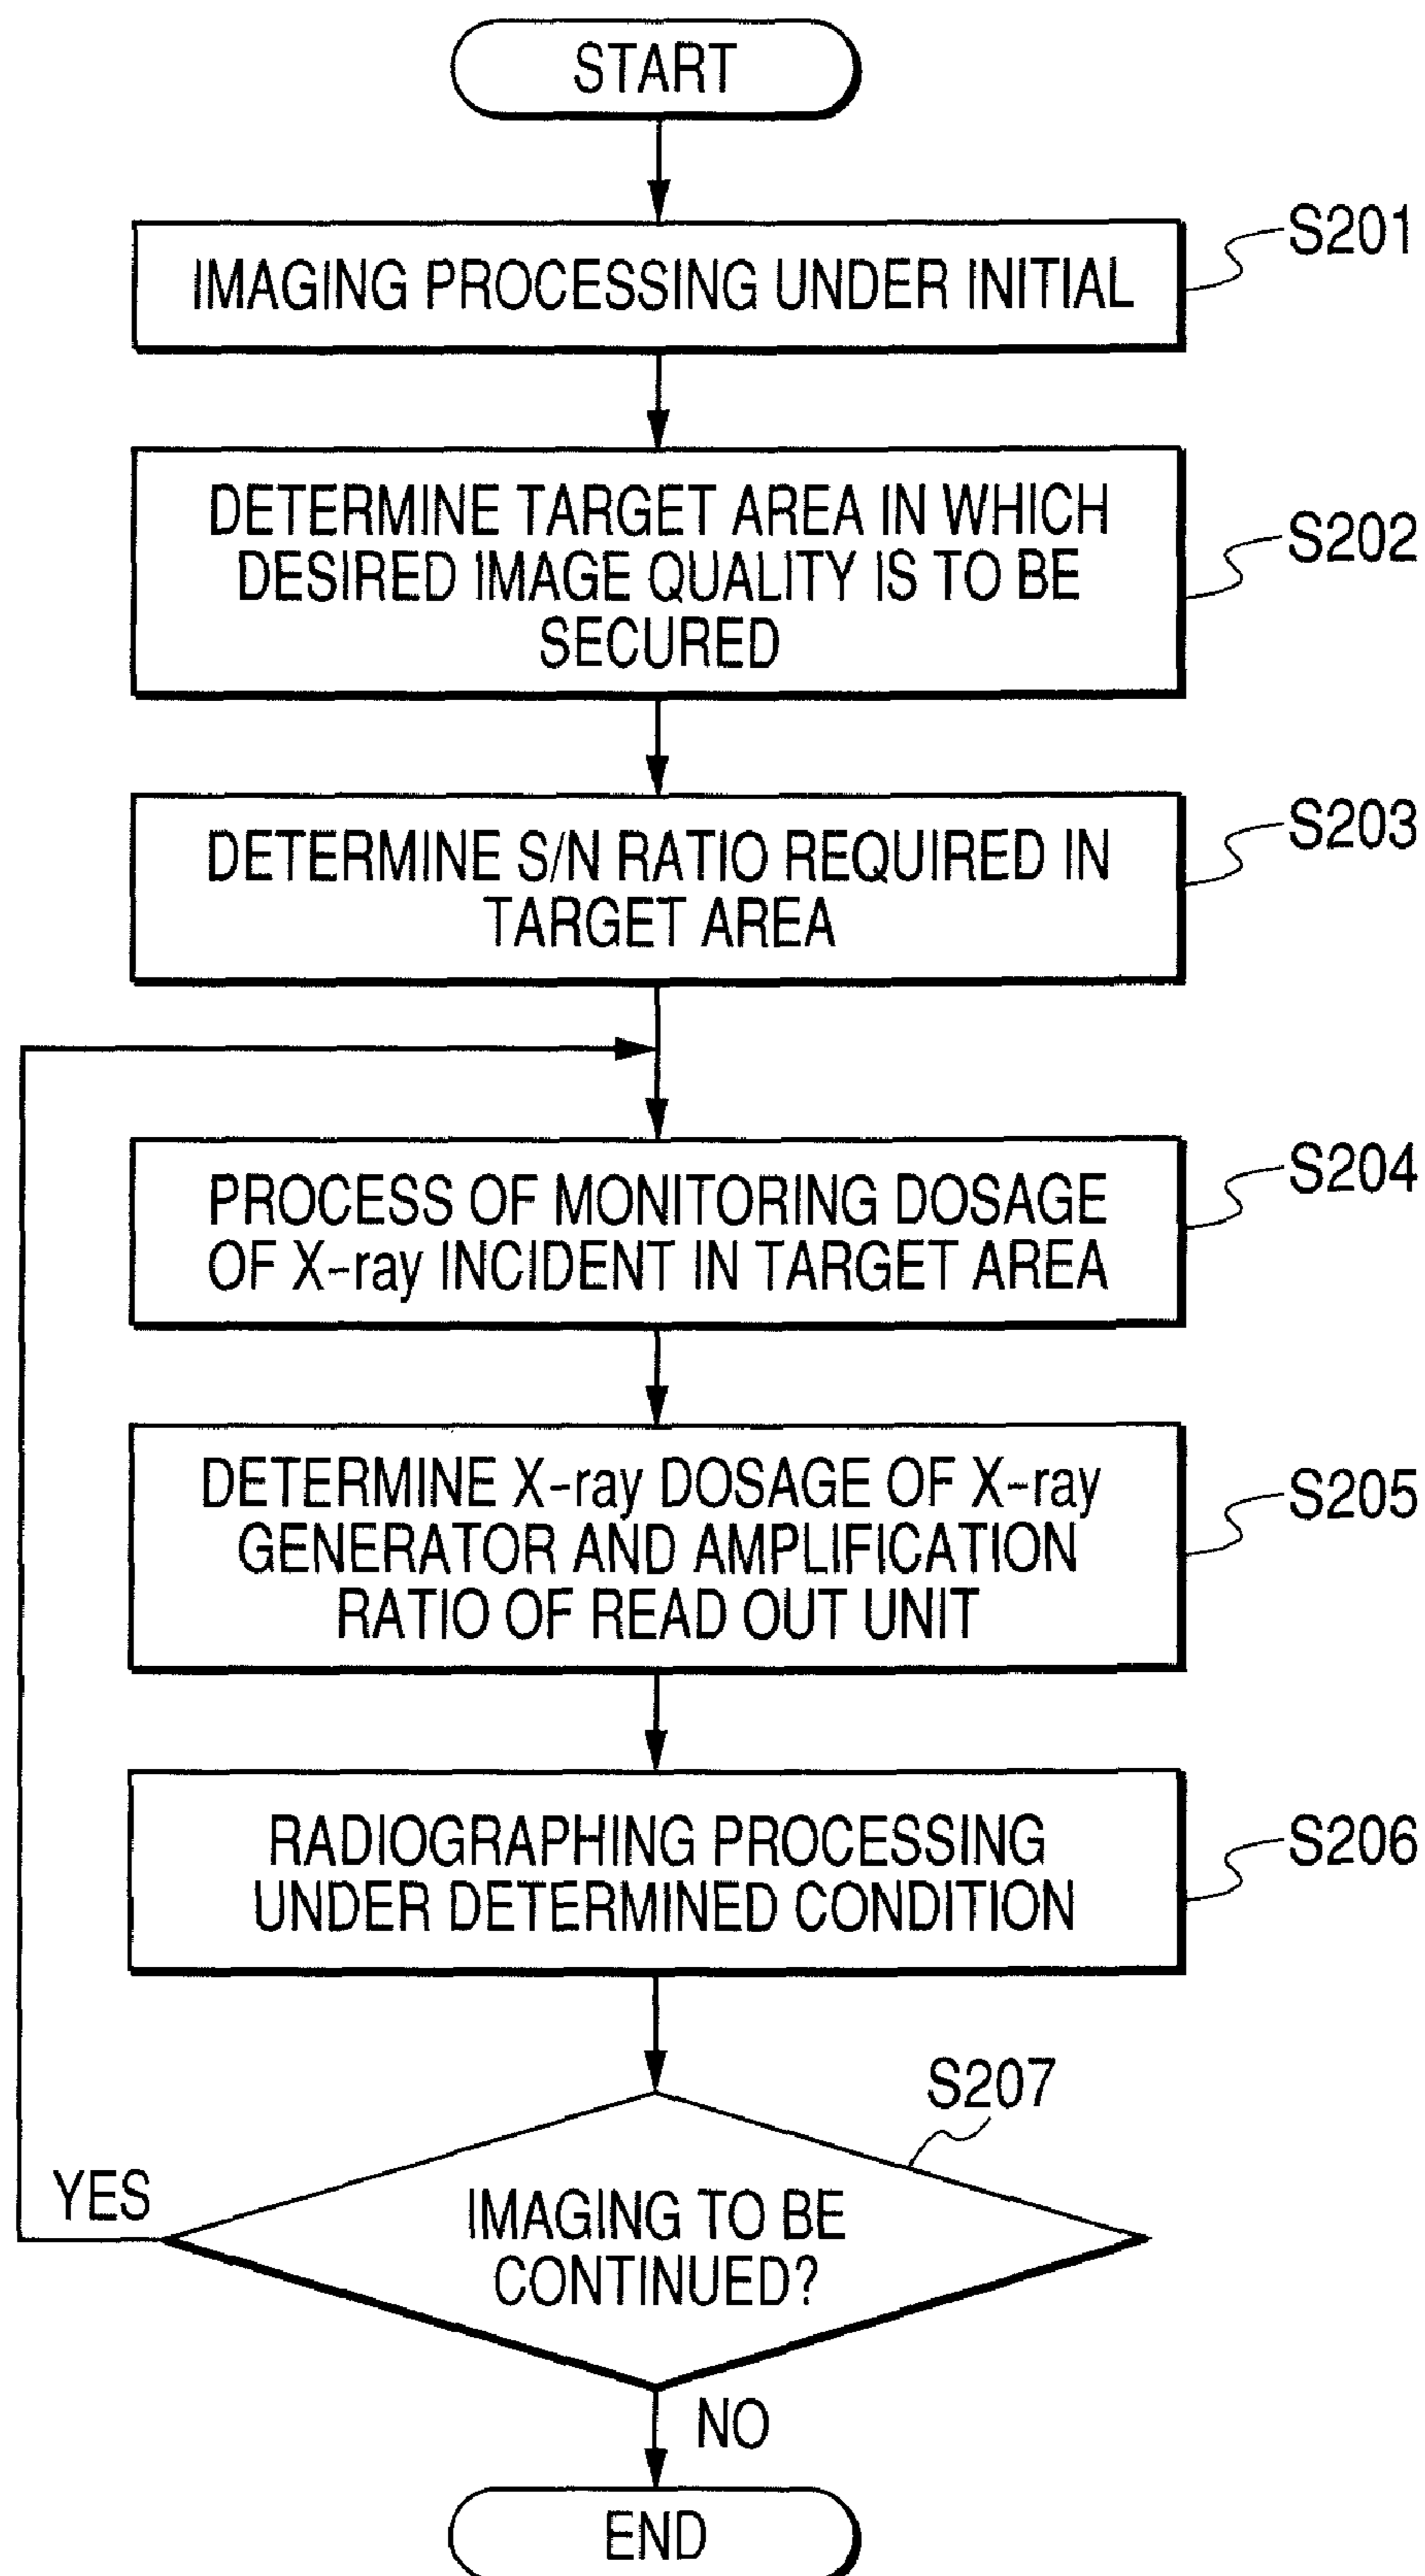 START
IMAGING PROCESSING UNDER INITIAL
S201
DETERMINE TARGET AREA IN WHICH
DESIRED IMAGE QUALITY IS TO BE
SECURED
S202
DETERMINE S/N RATIO REQUIRED IN
TARGET AREA
S203
PROCESS OF MONITORING DOSAGE
OF X-ray INCIDENT IN TARGET AREA
S204
DETERMINE X-ray DOSAGE OF X-ray
GENERATOR AND AMPLIFICATION
RATIO OF READ OUT UNIT
S205
RADIOGRAPHING PROCESSING
UNDER DETERMINED CONDITION
S206
S207
YES
IMAGING TO BE
CONTINUED?
NO
END